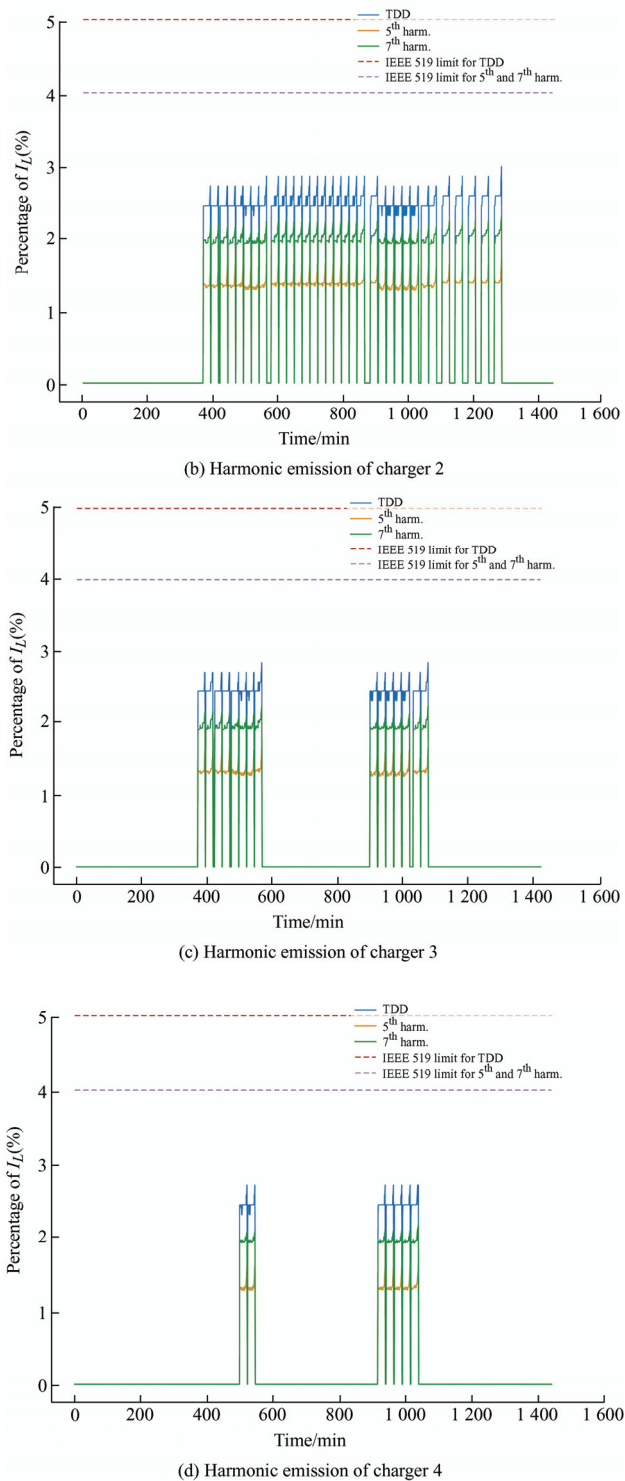 5
4
3
2
1
0
Percentage of I_L(%)
TDD
5th harm.
7th harm.
IEEE 519 limit for TDD
IEEE 519 limit for 5th and 7th harm.
0 200 400 600 800 1 000 1 200 1 400 1 600
Time/min
(b) Harmonic emission of charger 2
5
4
3
2
1
0
Percentage of I_L(%)
TDD
5th harm.
7th harm.
IEEE 519 limit for TDD
IEEE 519 limit for 5th and 7th harm.
0 200 400 600 800 1 000 1 200 1 400 1 600
Time/min
(c) Harmonic emission of charger 3
5
4
3
2
1
0
Percentage of I_L(%)
TDD
5th harm.
7th harm.
IEEE 519 limit for TDD
IEEE 519 limit for 5th and 7th harm.
0 200 400 600 800 1 000 1 200 1 400 1 600
Time/min
(d) Harmonic emission of charger 4